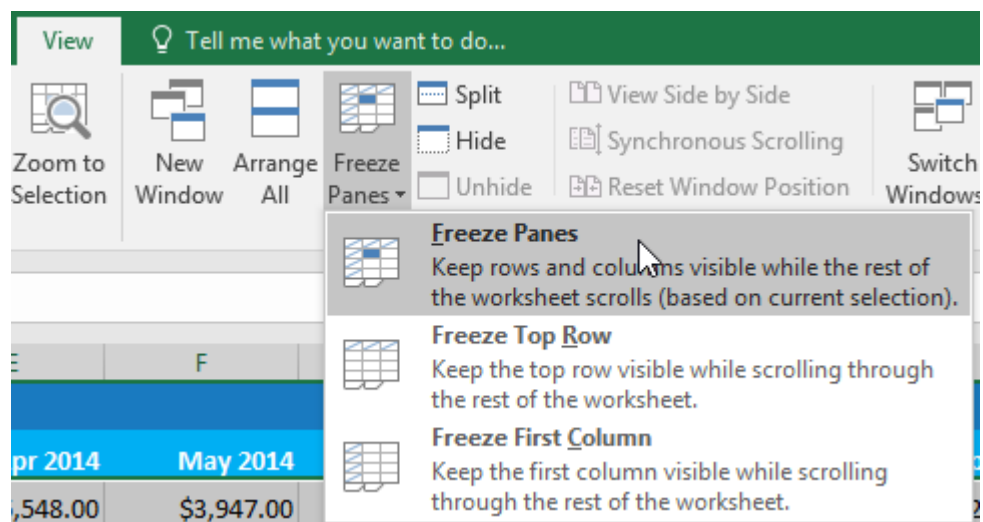 View
Tell me what you want to do...
Zoom to
Selection
New
Window
Arrange
All
Freeze
Panes
Split
Hide
Unhide
View Side by Side
Synchronous Scrolling
Reset Window Position
Switch
Windows
Freeze Panes
Keep rows and columns visible while the rest of
the worksheet scrolls (based on current selection).
Freeze Top Row
Keep the top row visible while scrolling through
the rest of the worksheet.
Freeze First Column
Keep the first column visible while scrolling
through the rest of the worksheet.
E
F
pr 2014
May 2014
,548.00
$3,947.00